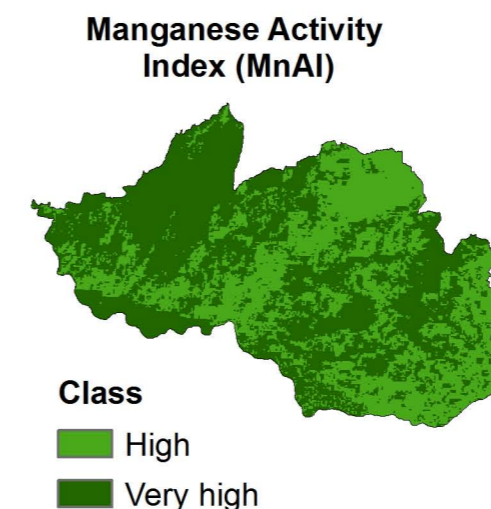 Manganese Activity
Index (MnAI)
Class
High
Very high